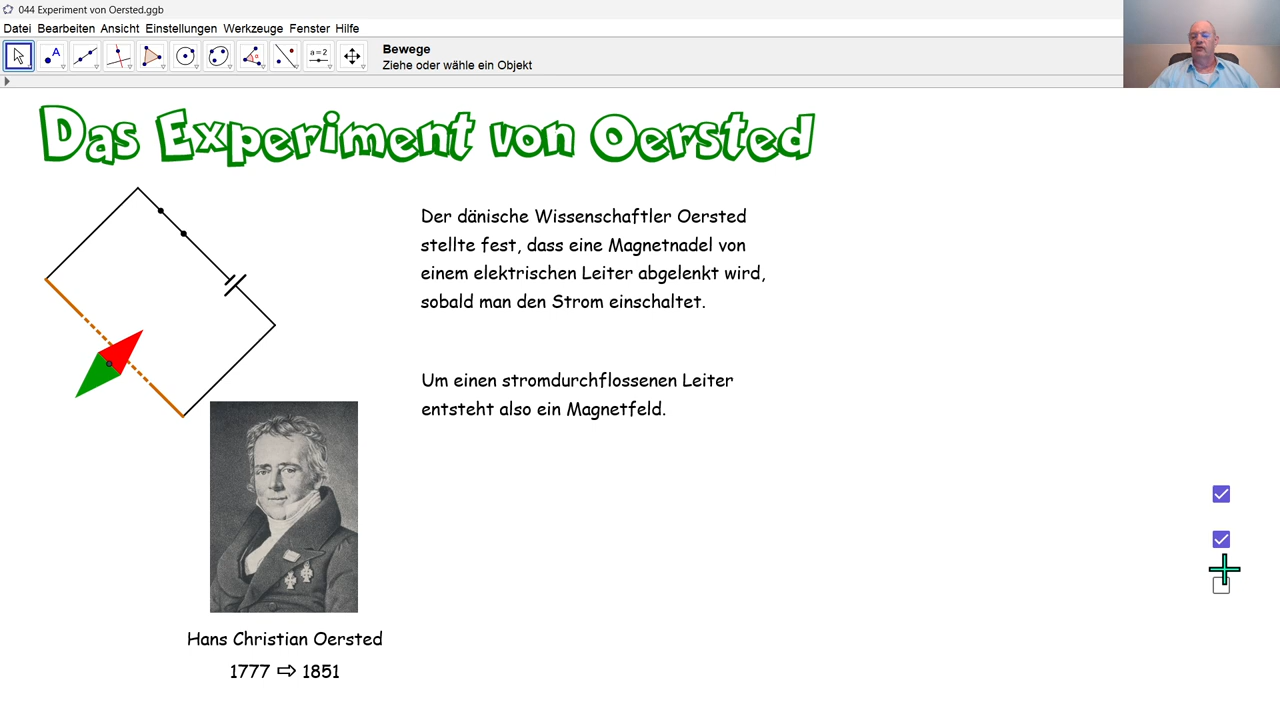 044 Experiment von Oersted.ggb
Datei Bearbeiten Ansicht Einstellungen Werkzeuge Fenster Hilfe
A
a=2
Bewege
Ziehe oder wähle ein Objekt
Das Experiment von Oersted
Der dänische Wissenschaftler Oersted
stellte fest, dass eine Magnetnadel von
einem elektrischen Leiter abgelenkt wird,
sobald man den Strom einschaltet.
Um einen stromdurchflossenen Leiter
entsteht also ein Magnetfeld.
Hans Christian Oersted
1777 ⇨ 1851